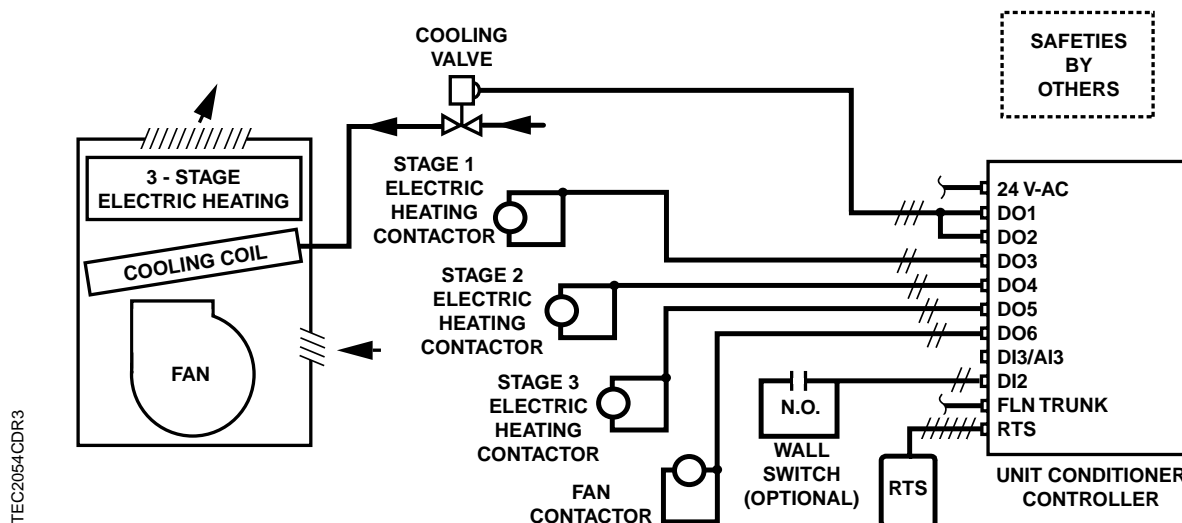 COOLING
VALVE
SAFETIES
BY
OTHERS
3 - STAGE
ELECTRIC HEATING
COOLING COIL
FAN
STAGE 1
ELECTRIC
HEATING
CONTACTOR
STAGE 2
ELECTRIC
HEATING
CONTACTOR
STAGE 3
ELECTRIC
HEATING
CONTACTOR
FAN
CONTACTOR
N.O.
WALL
SWITCH
(OPTIONAL)
RTS
24 V-AC
DO1
DO2
DO3
DO4
DO5
DO6
DI3/AI3
DI2
FLN TRUNK
RTS
UNIT CONDITIONER
CONTROLLER
TEC2054CDR3